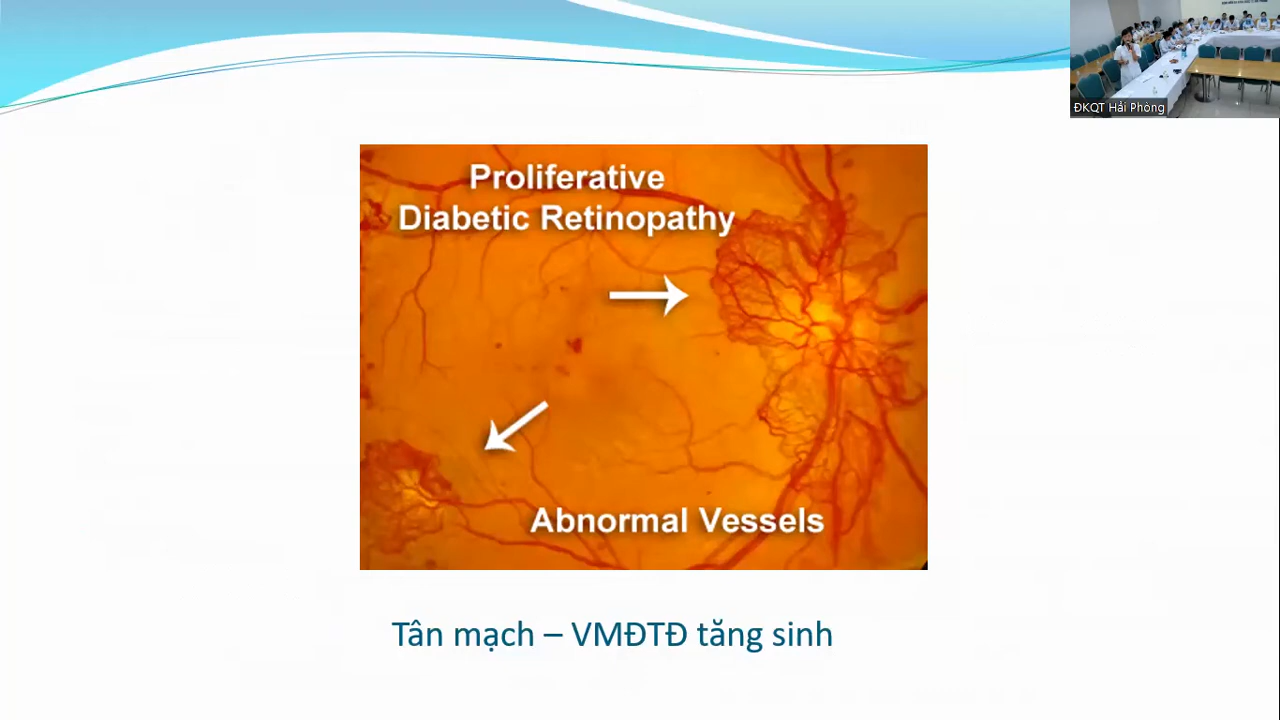 ĐKQT Hải Phòng
Proliferative
Diabetic Retinopathy
Abnormal Vessels
Tân mạch – VMĐTĐ tăng sinh